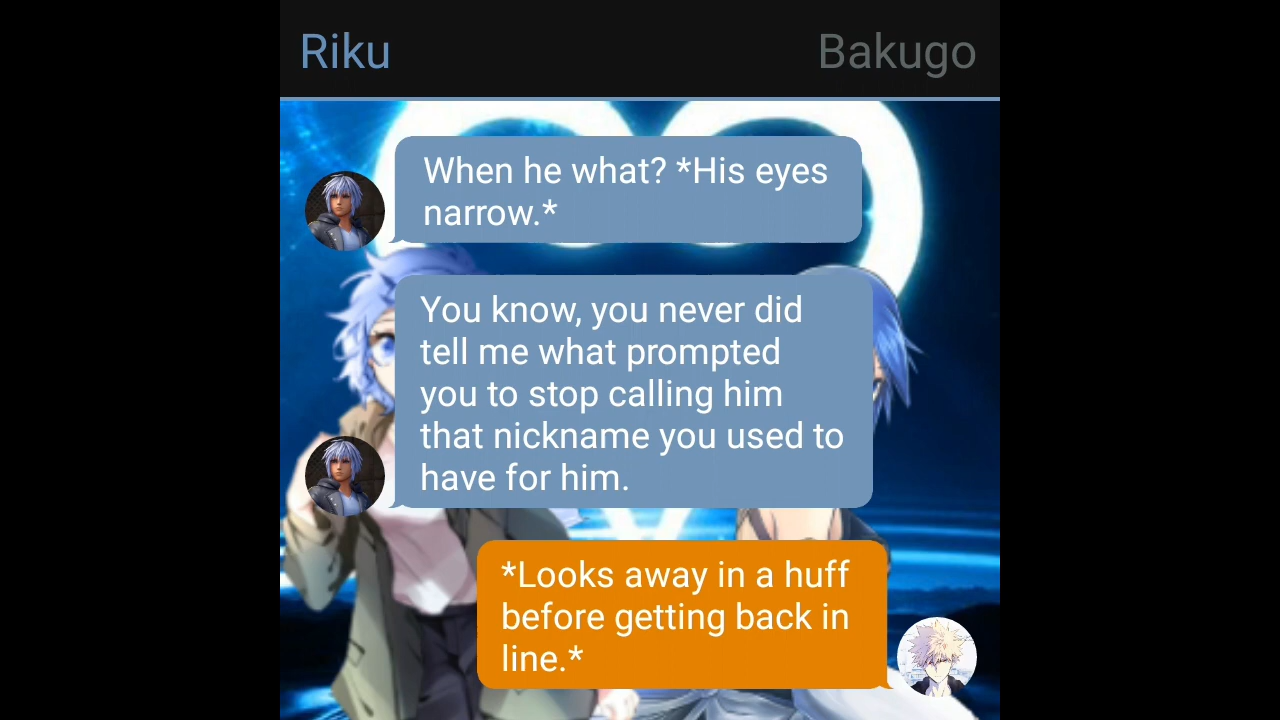 Riku
Bakugo
When he what? *His eyes
narrow.*
You know, you never did
tell me what prompted
you to stop calling him
that nickname you used to
have for him.
*Looks away in a huff
before getting back in
line.*